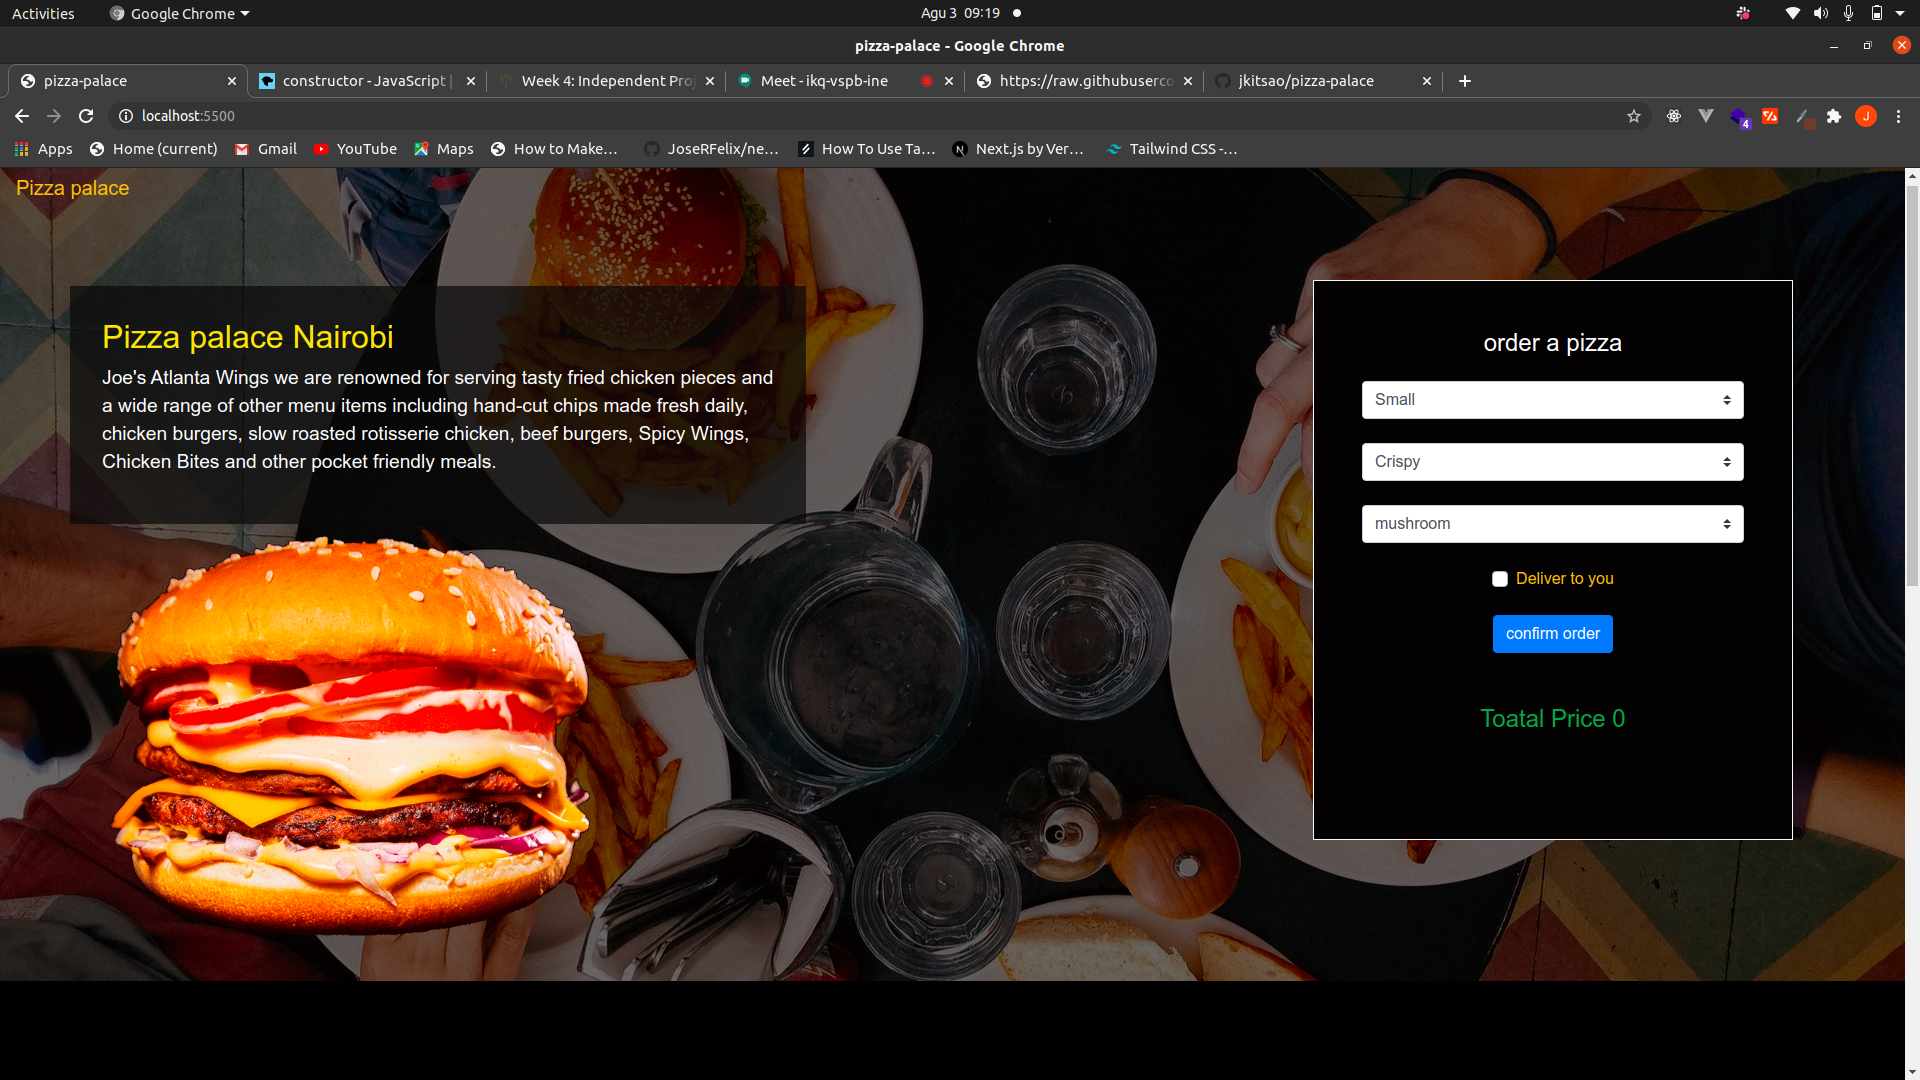 Activities
Google Chrome
Agu 3 09:19
pizza-palace - Google Chrome
pizza-palace
constructor - JavaScript |
Week 4: Independent Proj
Meet - ikq-vspb-ine
https://raw.githubuserco
jkitsao/pizza-palace
localhost:5500
4
J
Apps
Home (current)
Gmail
YouTube
Maps
How to Make...
JoseRFelix/ne...
How To Use Ta...
Next.js by Ver...
Tailwind CSS -...
Pizza palace
Pizza palace Nairobi
Joe's Atlanta Wings we are renowned for serving tasty fried chicken pieces and
a wide range of other menu items including hand-cut chips made fresh daily,
chicken burgers, slow roasted rotisserie chicken, beef burgers, Spicy Wings,
Chicken Bites and other pocket friendly meals.
order a pizza
Small
Crispy
mushroom
Deliver to you
confirm order
Toatal Price 0